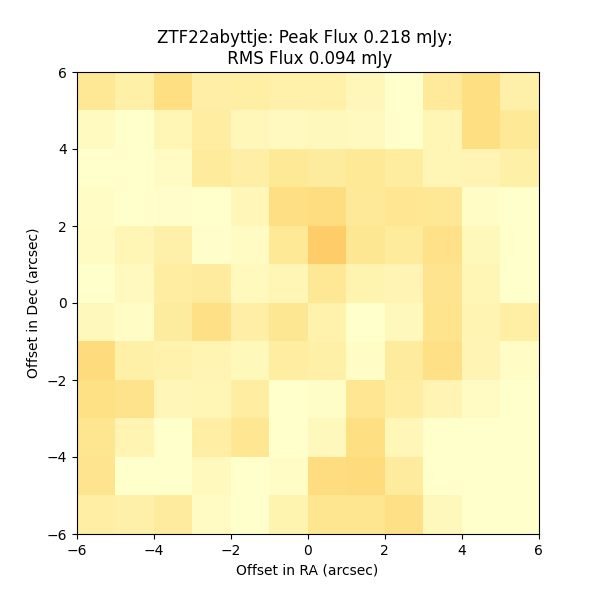 ZTF22abyttje: Peak Flux 0.218 mJy;
RMS Flux 0.094 mJy
6
4
2
0
−2
−4
−6
Offset in Dec (arcsec)
−6 −4 −2 0 2 4 6
Offset in RA (arcsec)